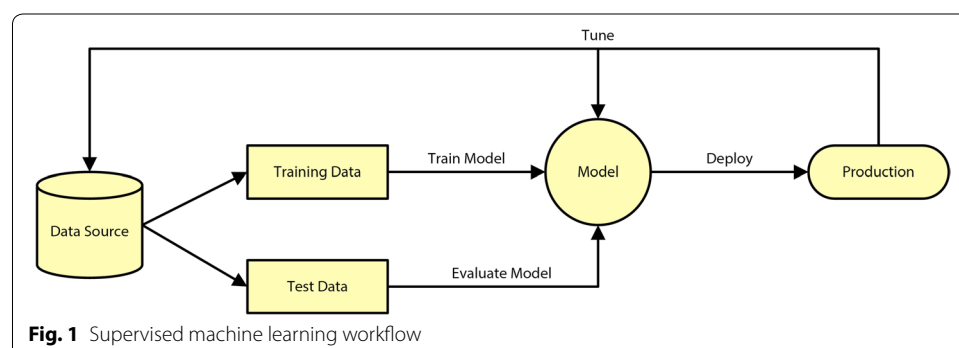 Tune
Training Data
Train Model
Model
Deploy
Production
Data Source
Test Data
Evaluate Model
Fig. 1 Supervised machine learning workflow